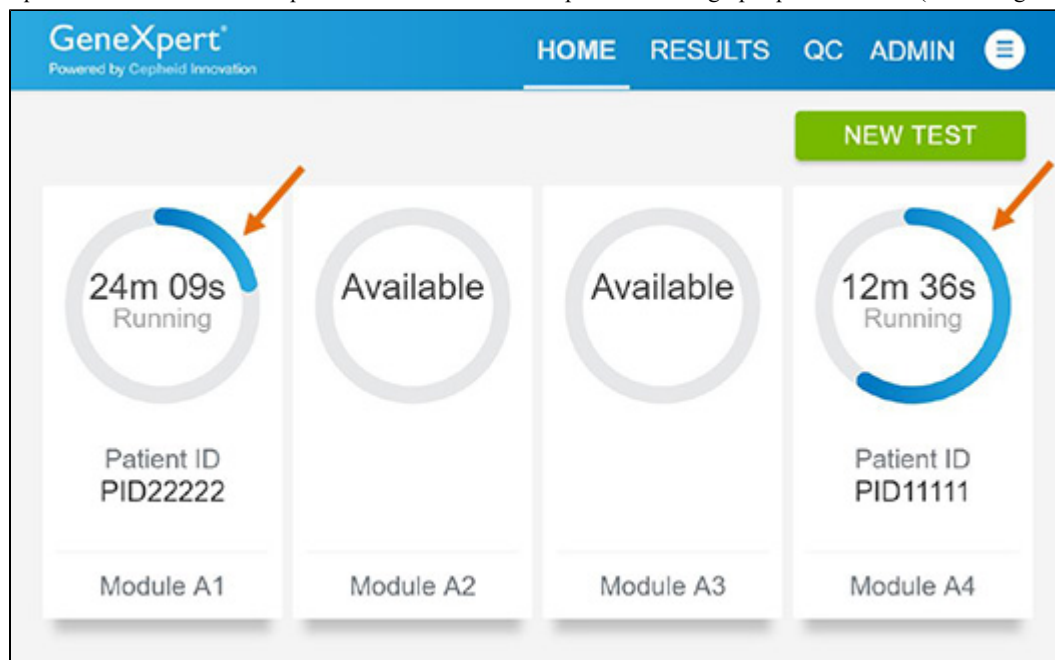 GeneXpert®
Powered by Cepheid Innovation
HOME RESULTS QC ADMIN
NEW TEST
24m 09s
Running
Patient ID
PID22222
Module A1
Available
Module A2
Available
Module A3
12m 36s
Running
Patient ID
PID11111
Module A4